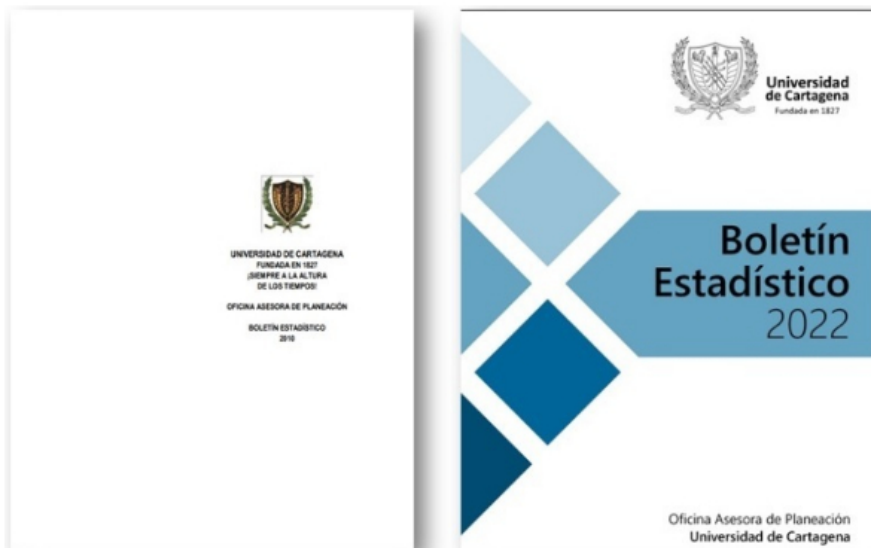 UNIVERSIDAD DE CARTAGENA
FUNDADA EN 1827
¡SIEMPRE A LA ALTURA
DE LOS TIEMPOS!
OFICINA ASESORA DE PLANEACIÓN
BOLETÍN ESTADÍSTICO
2010
Universidad
de Cartagena
Fundada en 1827
Boletín
Estadístico
2022
Oficina Asesora de Planeación
Universidad de Cartagena